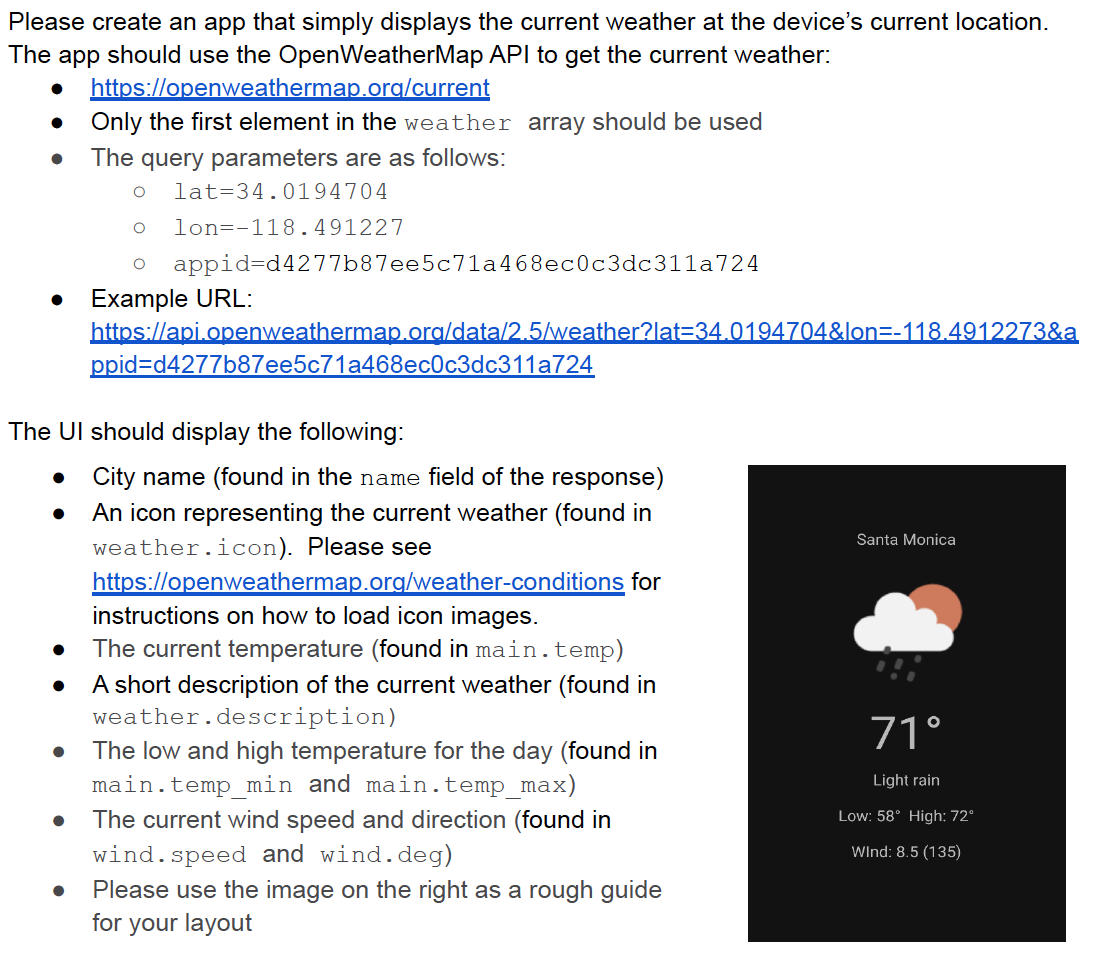 Please create an app that simply displays the current weather at the device’s current location.
The app should use the OpenWeatherMap API to get the current weather:
● https://openweathermap.org/current
● Only the first element in the weather array should be used
● The query parameters are as follows:
○ lat=34.0194704
○ lon=-118.491227
○ appid=d4277b87ee5c71a468ec0c3dc311a724
● Example URL:
https://api.openweathermap.org/data/2.5/weather?lat=34.0194704&lon=-118.4912273&a
ppid=d4277b87ee5c71a468ec0c3dc311a724
The UI should display the following:
● City name (found in the name field of the response)
● An icon representing the current weather (found in
weather.icon). Please see
https://openweathermap.org/weather-conditions for
instructions on how to load icon images.
● The current temperature (found in main.temp)
● A short description of the current weather (found in
weather.description)
● The low and high temperature for the day (found in
main.temp_min and main.temp_max)
● The current wind speed and direction (found in
wind.speed and wind.deg)
● Please use the image on the right as a rough guide
for your layout
Santa Monica
71°
Light rain
Low: 58° High: 72°
WInd: 8.5 (135)